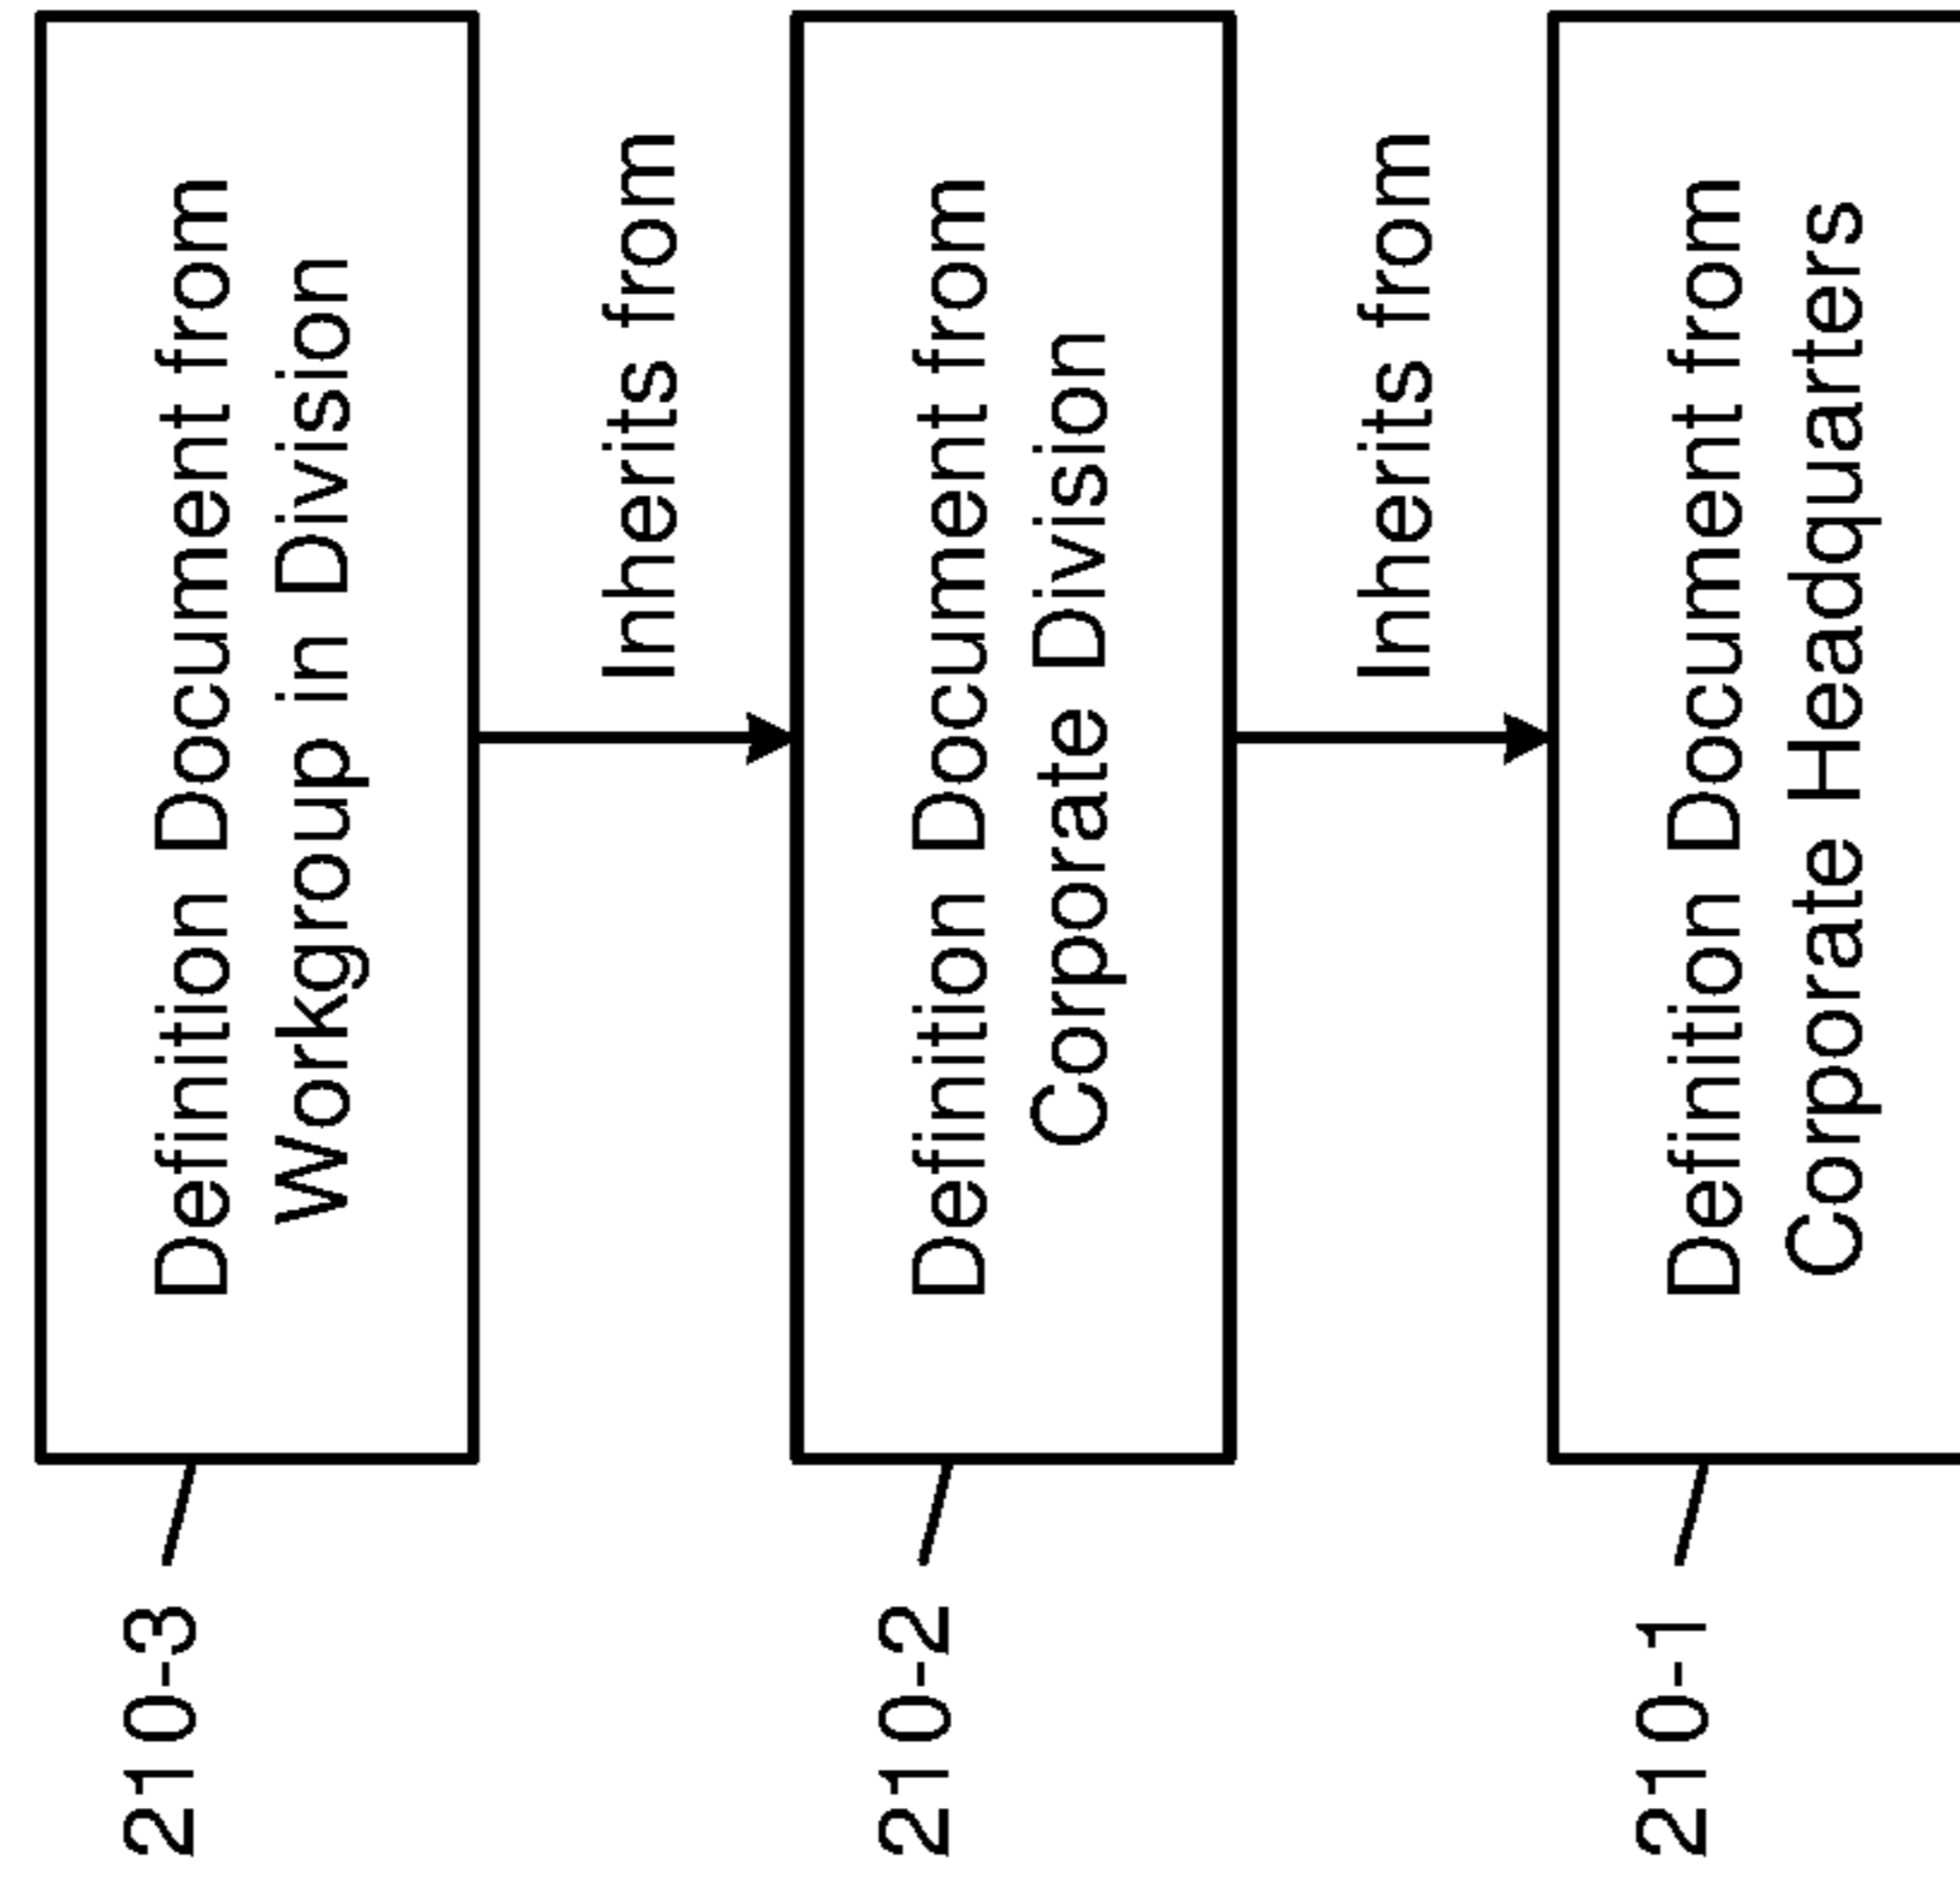 210-3
Definition Document from
Workgroup in Division
Inherits from
210-2
Definition Document from
Corporate Division
Inherits from
210-1
Definition Document from
Corporate Headquarters